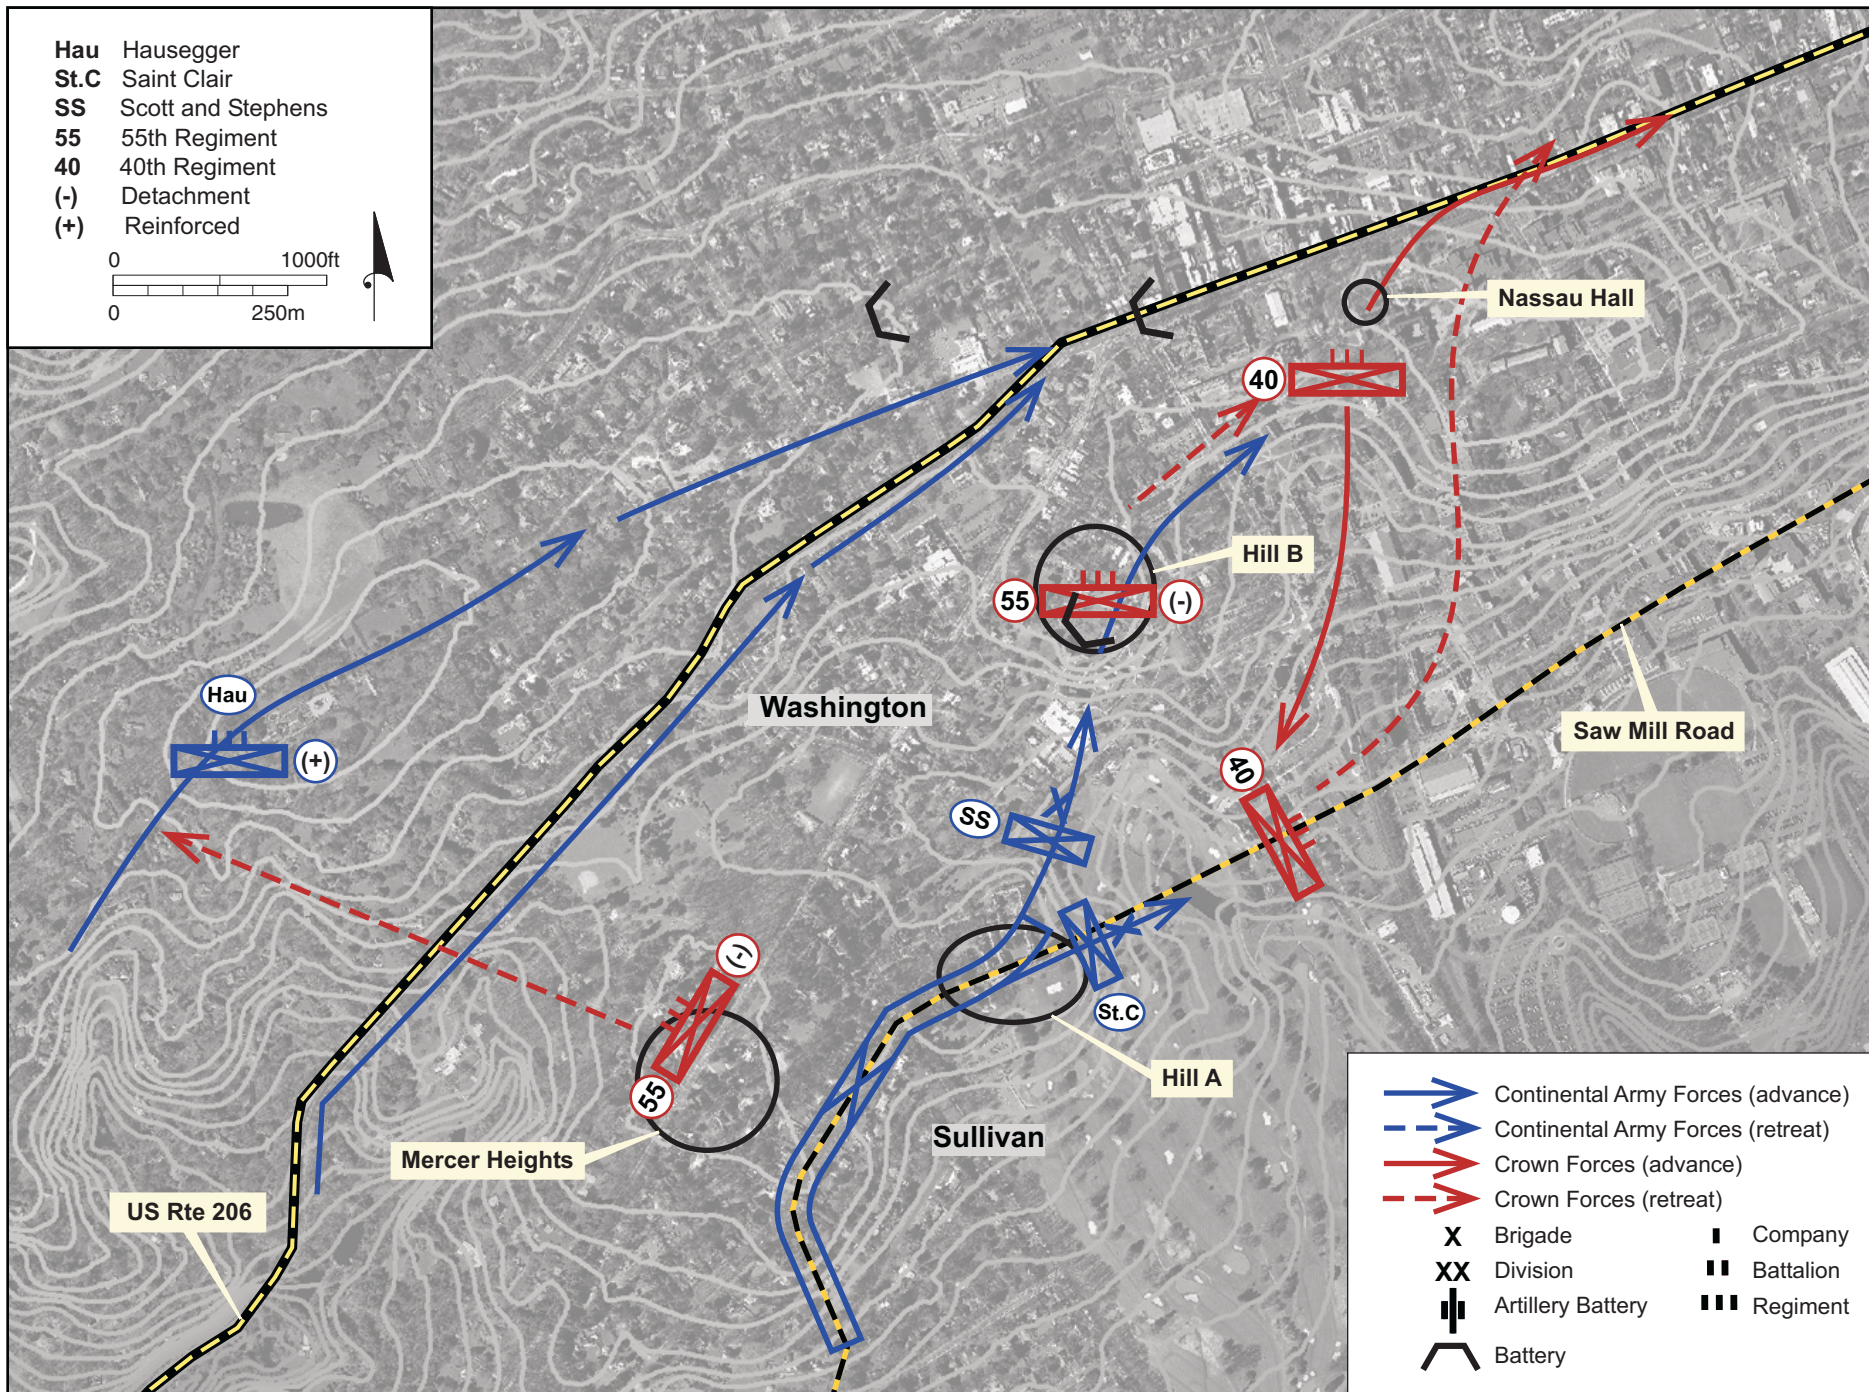 Hau Hausegger
St.C Saint Clair
SS Scott and Stephens
55 55th Regiment
40 40th Regiment
(-) Detachment
(+) Reinforced
0 1000ft
0 250m
Nassau Hall
40
Hill B
55 (-)
Hau
(+)
Washington
Saw Mill Road
40
SS
(-)
St.C
55
Hill A
Sullivan
Mercer Heights
US Rte 206
Continental Army Forces (advance)
Continental Army Forces (retreat)
Crown Forces (advance)
Crown Forces (retreat)
X Brigade
Company
XX Division
Battalion
Artillery Battery
Regiment
Battery